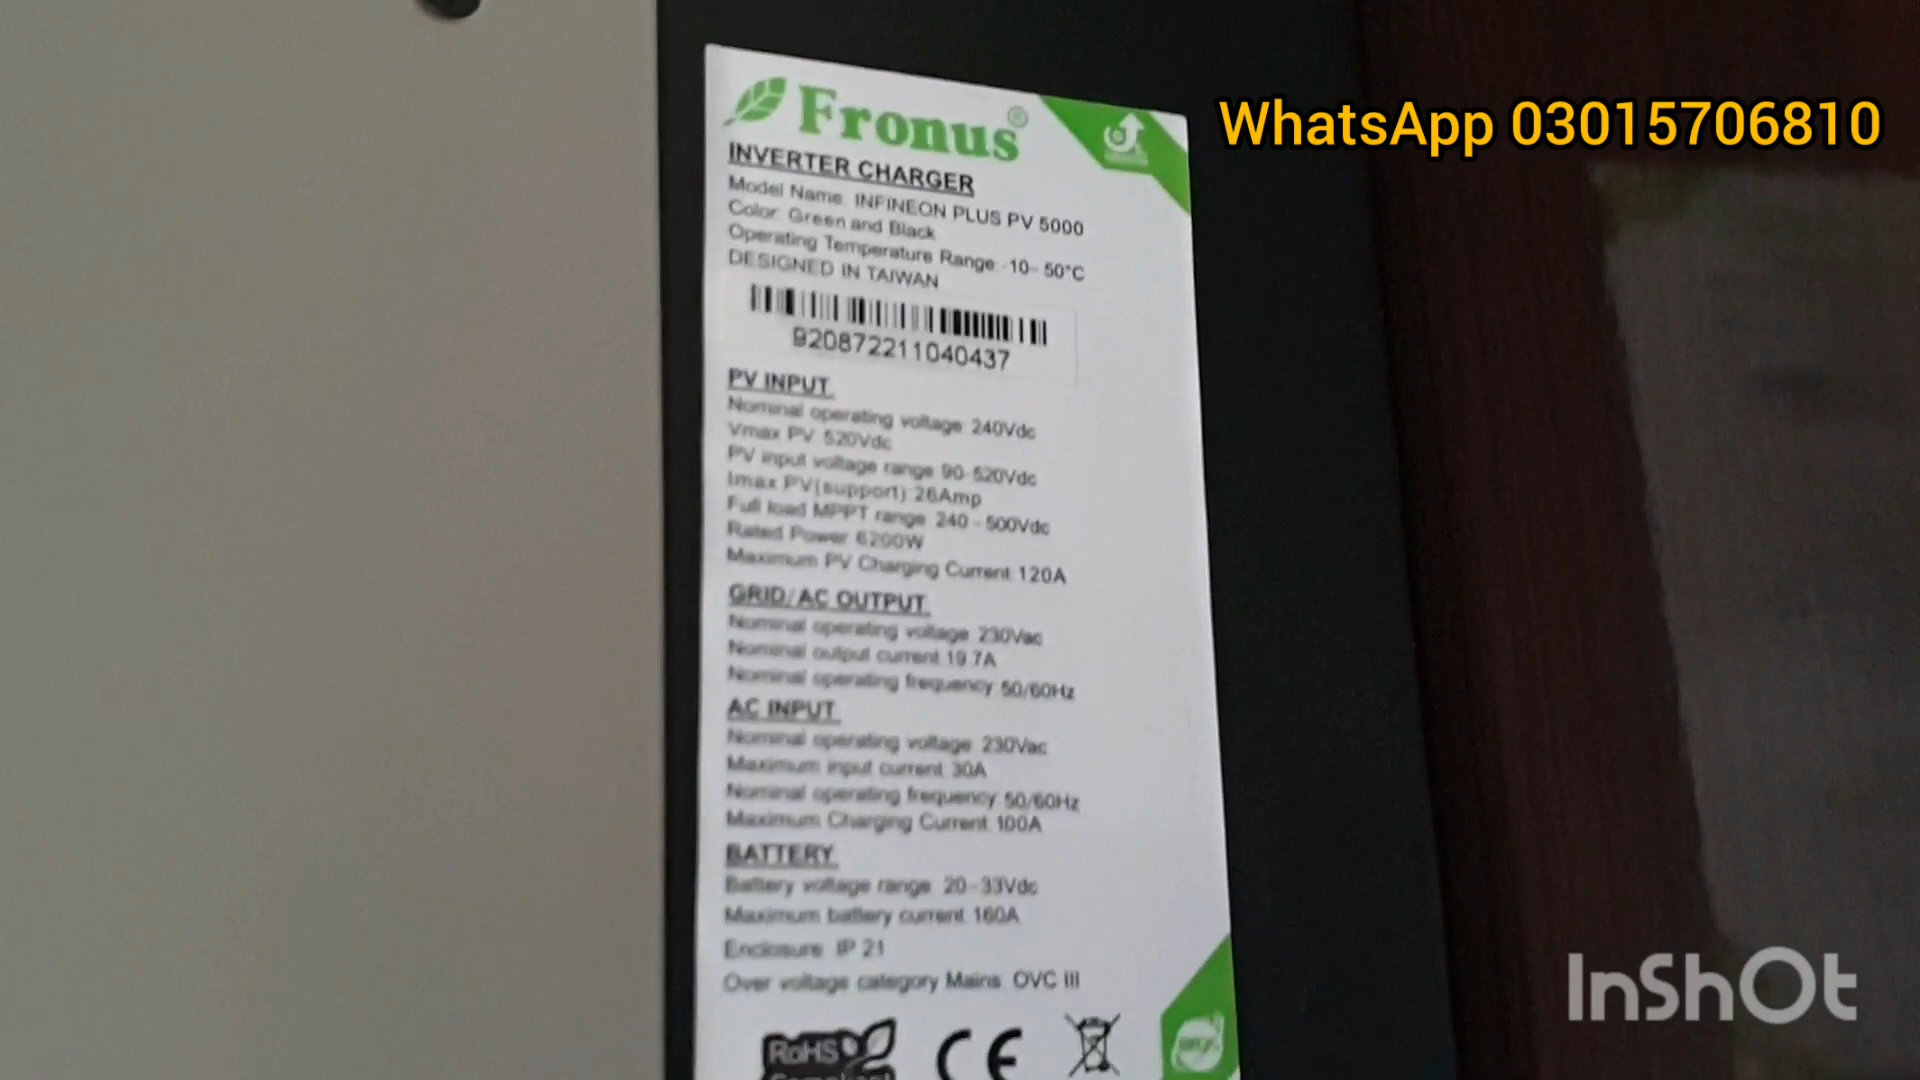 Fronus®
WhatsApp 03015706810
INVERTER CHARGER
Model Name: INFINEON PLUS PV 5000
Color: Green and Black
Operating Temperature Range:-10~50°C
DESIGNED IN TAIWAN
920872211040437
PV INPUT
Nominal operating voltage: 240Vdc
Vmax PV: 520Vdc
PV input voltage range 90-520Vdc
Imax PV(support):26Amp
Full load MPPT range: 240-500Vdc
Rated Power 6200W
Maximum PV Charging Current:120A
GRID/AC OUTPUT
Nominal operating voltage: 230Vac
Nominal output current:19.7A
Nominal operating frequency:50/60Hz
AC INPUT
Nominal operating voltage: 230Vac
Maximum input current:30A
Nominal operating frequency:50/60Hz
Maximum Charging Current:100A
BATTERY
Battery voltage range: 20-33Vdc
Maximum battery current:160A
Enclosure: IP 21
Over voltage category Mains: OVC III
RoHS
Compliant
CE
InShOt